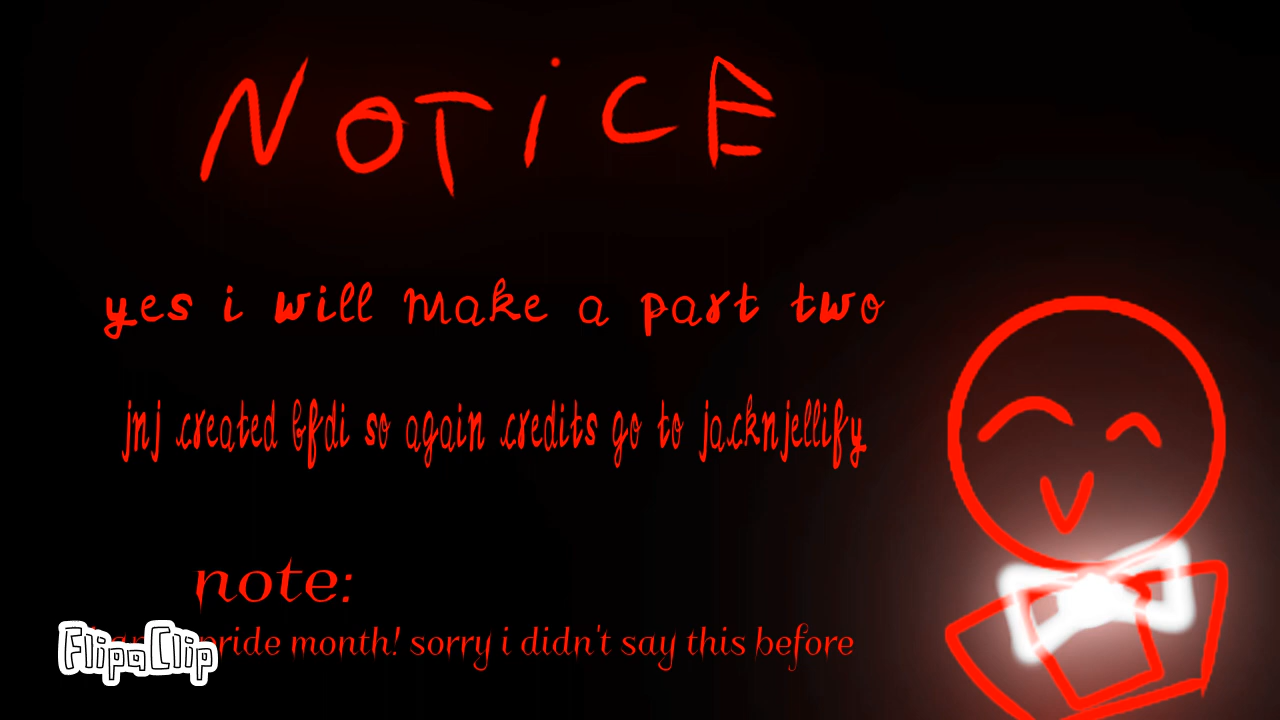 NOTiCE
yes i will make a part two
jnj created bfdi so again credits go to jacknjellify
note:
pride month! sorry i didn't say this before
FlipaClip